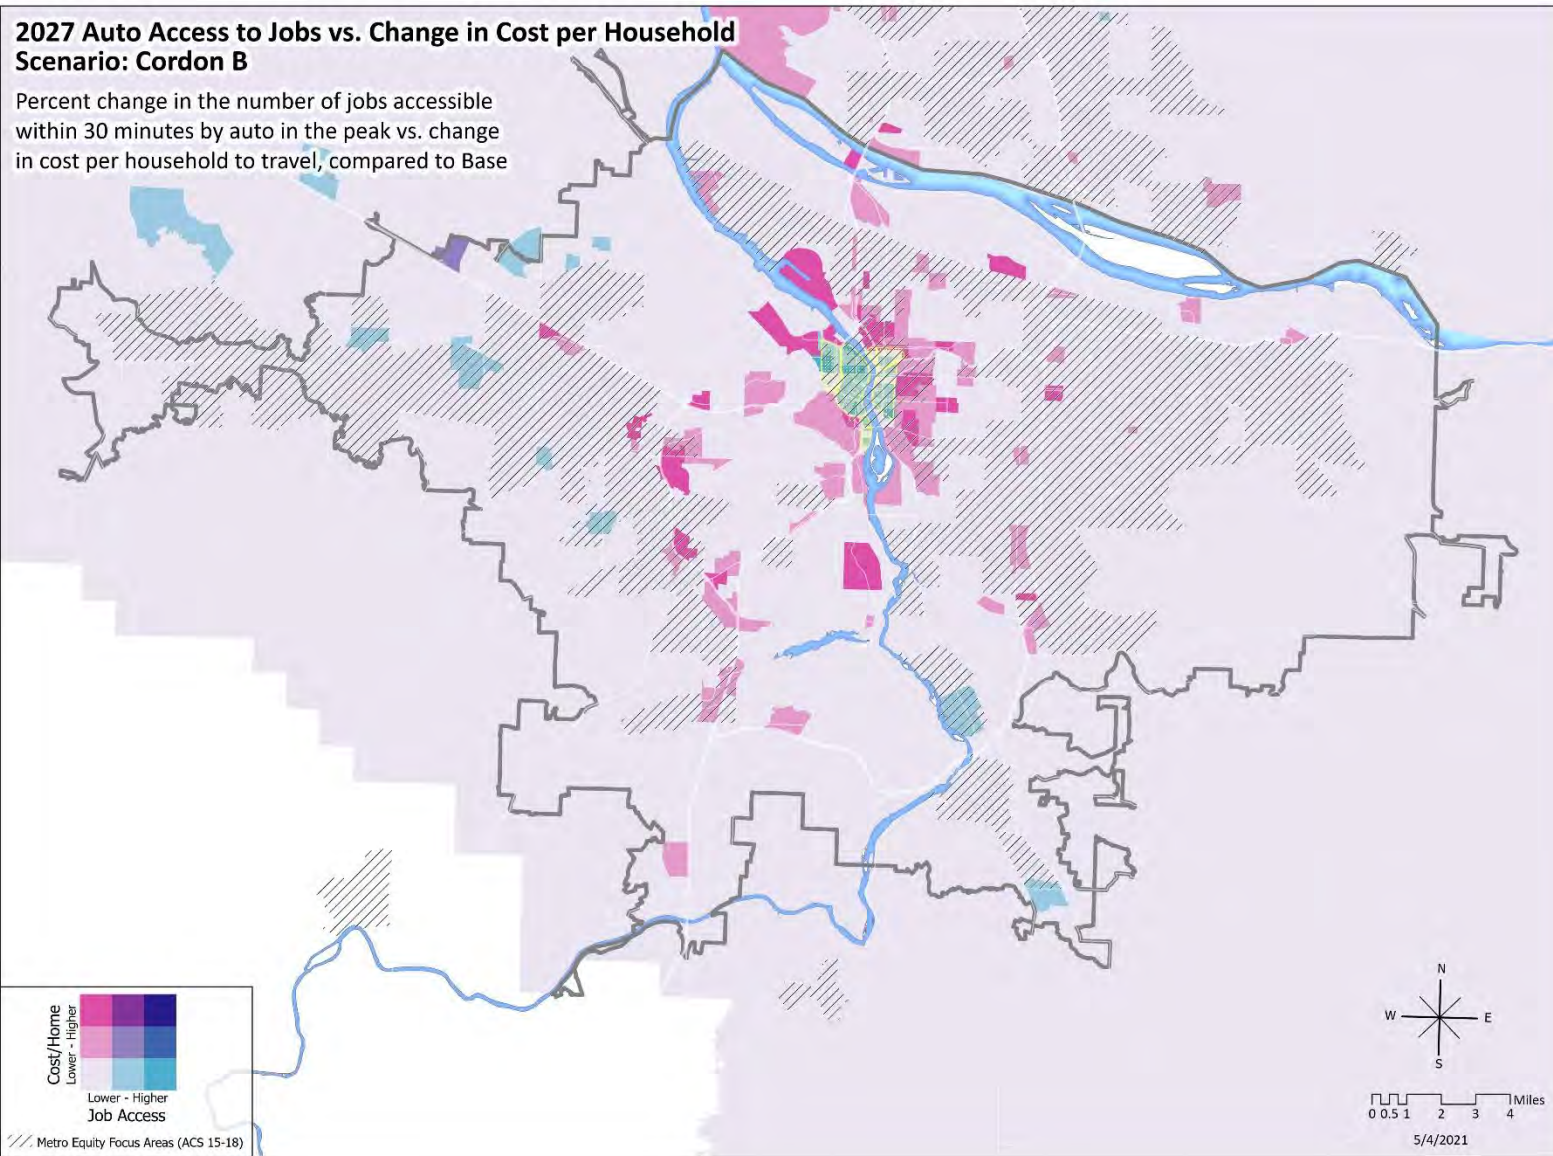 2027 Auto Access to Jobs vs. Change in Cost per Household
Scenario: Cordon B
Percent change in the number of jobs accessible
within 30 minutes by auto in the peak vs. change
in cost per household to travel, compared to Base
Cost/Home
Lower - Higher
Lower - Higher
Job Access
Metro Equity Focus Areas (ACS 15-18)
N
W
E
S
Miles
0 0.5 1 2 3 4
5/4/2021